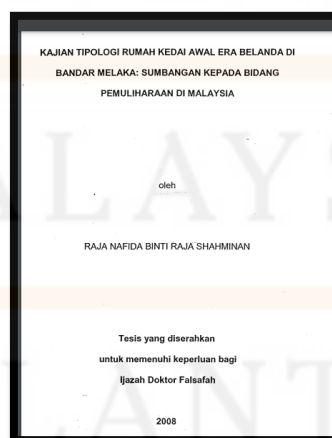 KAJIAN TIPOLOGI RUMAH KEDAI AWAL ERA BELANDA DI
BANDAR MELAKA: SUMBANGAN KEPADA BIDANG
PEMULIHARAAN DI MALAYSIA
oleh
RAJA NAFIDA BINTI RAJA SHAHMINAN
Tesis yang diserahkan
untuk memenuhi keperluan bagi
Ijazah Doktor Falsafah
2008